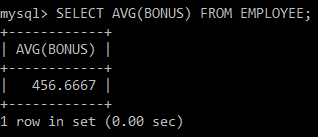 mysql> SELECT AVG(BONUS) FROM EMPLOYEE;
+------------+
| AVG(BONUS) |
+------------+
|   456.6667 |
+------------+
1 row in set (0.00 sec)